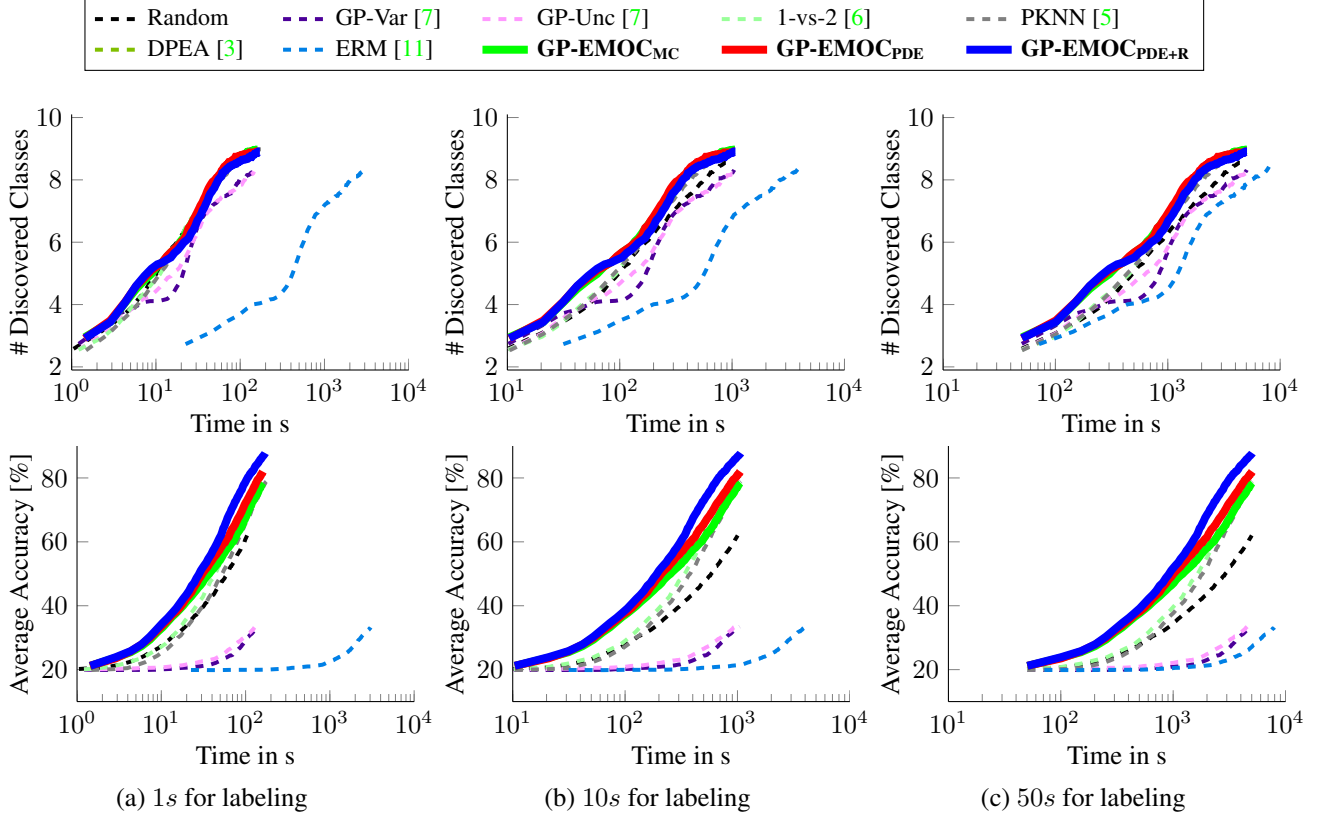 Random GP-Var [7] GP-Unc [7] 1-vs-2 [6] PKNN [5]
DPEA [3] ERM [11] GP-EMOC_MC GP-EMOC_PDE GP-EMOC_PDE+R
# Discovered Classes
10
8
6
4
2
10^0 10^1 10^2 10^3 10^4
Time in s
# Discovered Classes
10
8
6
4
2
10^1 10^2 10^3 10^4
Time in s
# Discovered Classes
10
8
6
4
2
10^1 10^2 10^3 10^4
Time in s
Average Accuracy [%]
80
60
40
20
10^0 10^1 10^2 10^3 10^4
Time in s
(a) 1s for labeling
Average Accuracy [%]
80
60
40
20
10^1 10^2 10^3 10^4
Time in s
(b) 10s for labeling
Average Accuracy [%]
80
60
40
20
10^1 10^2 10^3 10^4
Time in s
(c) 50s for labeling